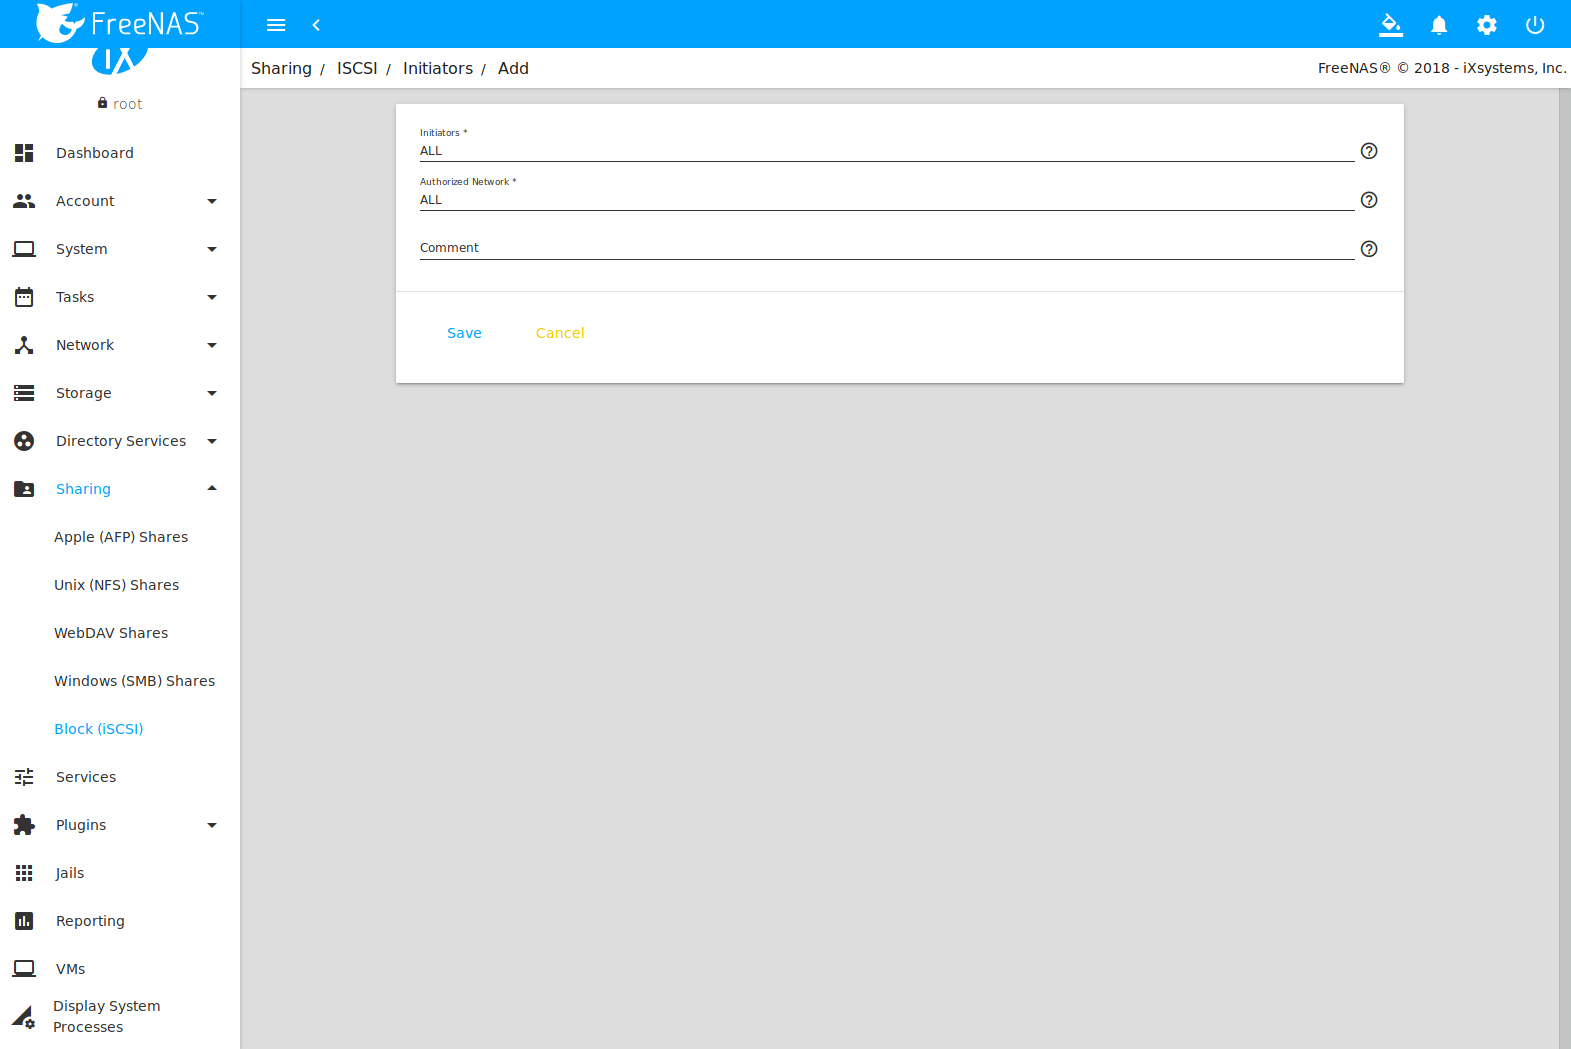 FreeNAS™
Sharing / ISCSI / Initiators / Add
FreeNAS® © 2018 - iXsystems, Inc.
iX
root
Dashboard
Account
System
Tasks
Network
Storage
Directory Services
Sharing
Apple (AFP) Shares
Unix (NFS) Shares
WebDAV Shares
Windows (SMB) Shares
Block (iSCSI)
Services
Plugins
Jails
Reporting
VMs
Display System
Processes
Initiators *
ALL
Authorized Network *
ALL
Comment
Save Cancel